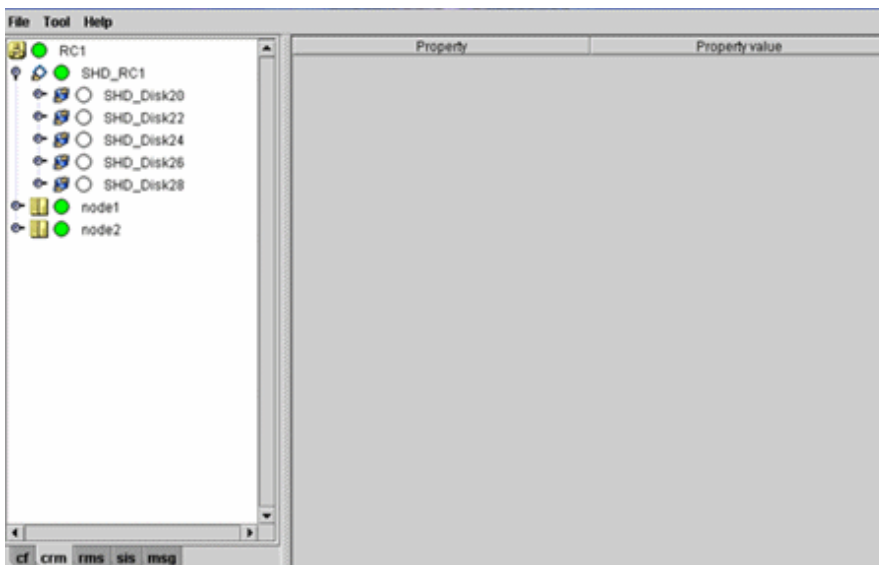 File Tool Help
RC1
SHD_RC1
SHD_Disk20
SHD_Disk22
SHD_Disk24
SHD_Disk26
SHD_Disk28
node1
node2
Property Property value
cf crm rms sis msg